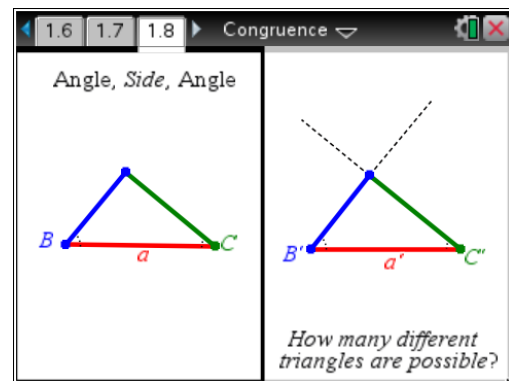 1.6 1.7 1.8 Congruence
Angle, Side, Angle
B
a
C'
B'
a'
C''
How many different
triangles are possible?